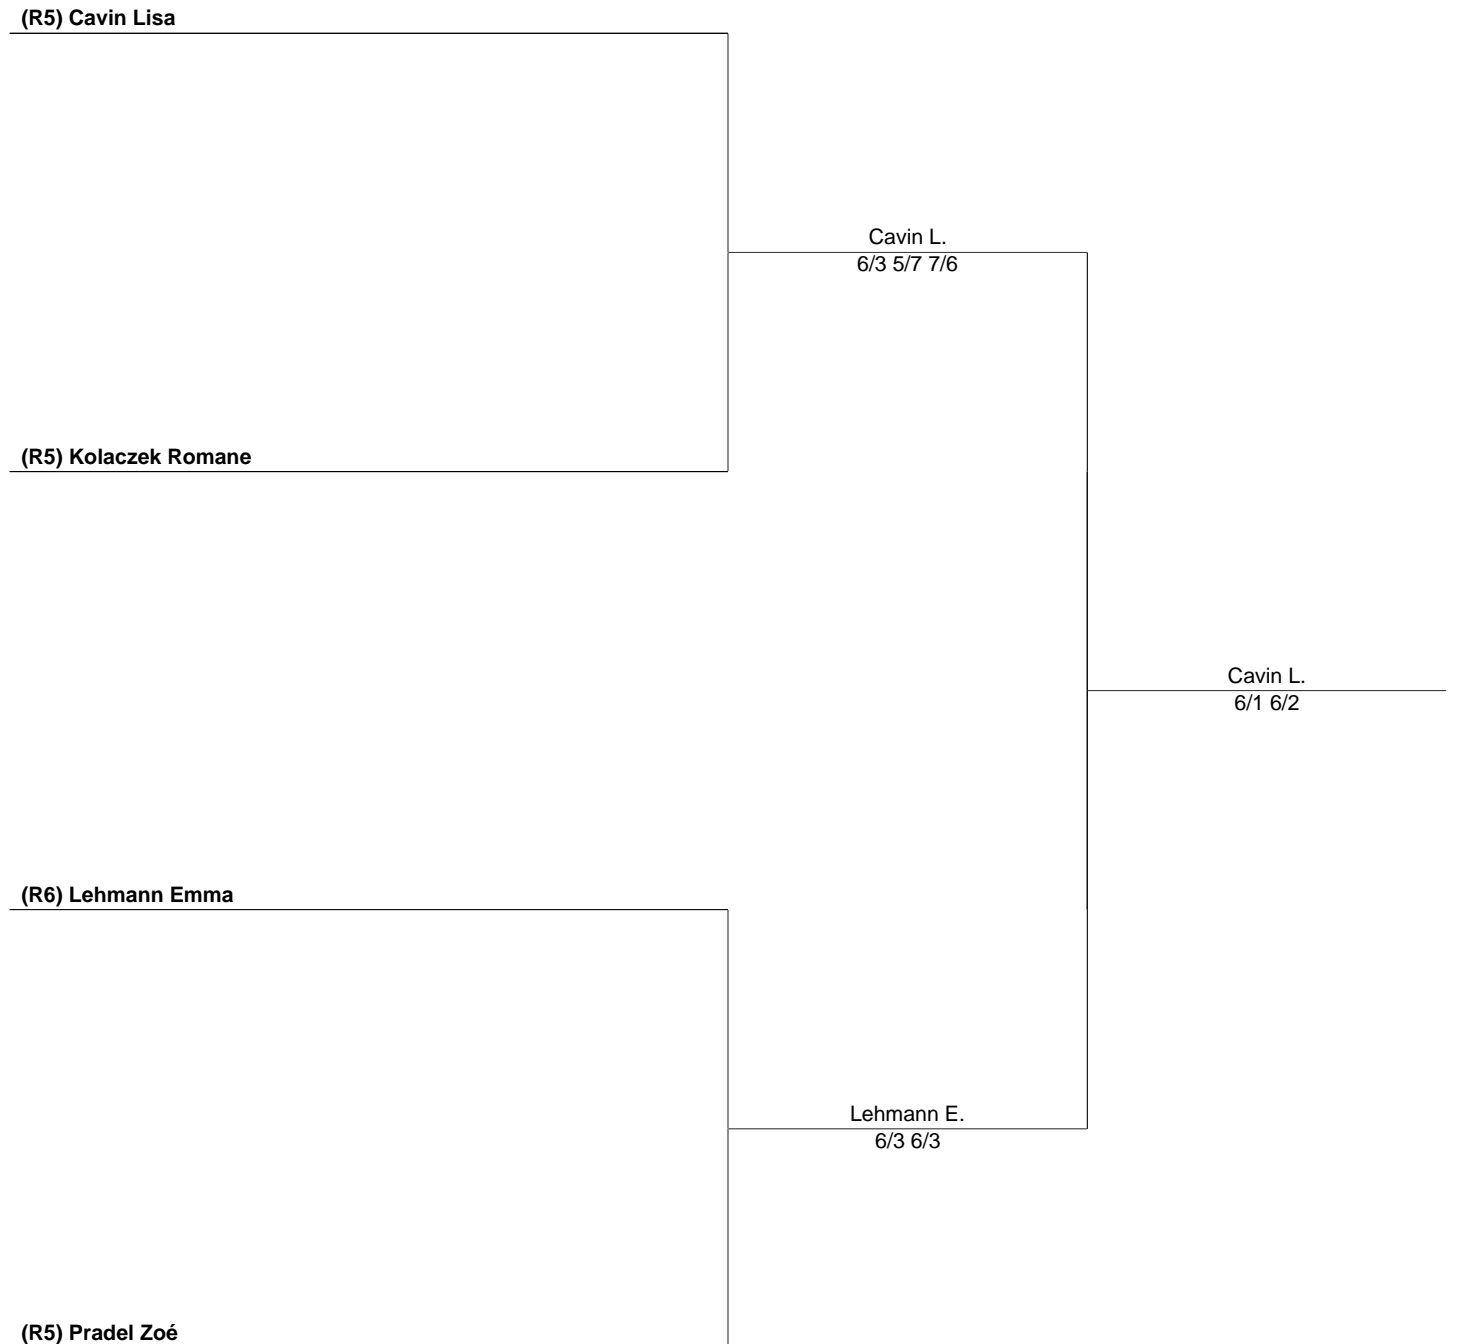 (R5) Cavin Lisa
Cavin L.
6/3 5/7 7/6
(R5) Kolaczek Romane
Cavin L.
6/1 6/2
(R6) Lehmann Emma
Lehmann E.
6/3 6/3
(R5) Pradel Zoé